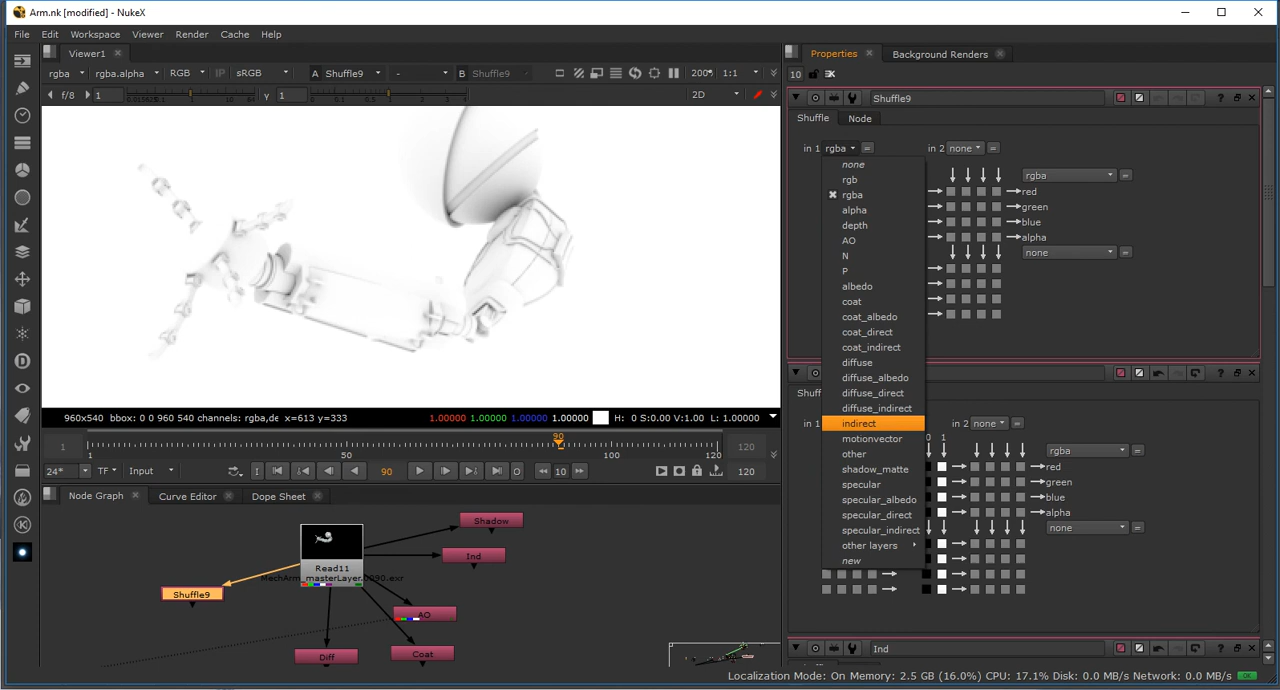 Arm.nk [modified] - NukeX
File Edit Workspace Viewer Render Cache Help
Viewer1
rgba rgba.alpha RGB IP sRGB A Shuffle9 - B Shuffle9 200% 1:1
f/8 1 Y 1 2D
960x540 bbox: 0 0 960 540 channels: rgba,de x=613 y=333 1.00000 1.00000 1.00000 1.00000 H: 0 S:0.00 V:1.00 L: 1.00000
1 1 50 90 100 120 120
24* TF Input 90 10 120
Node Graph Curve Editor Dope Sheet
Shadow
Ind
Read11
MechArm_masterLayer.0090.exr
Shuffle9
AO
Diff
Coat
Properties Background Renders
10
Shuffle9
Shuffle Node
in 1 rgba = in 2 none =
none
rgb
rgba
alpha
depth
AO
N
P
albedo
coat
coat_albedo
coat_direct
coat_indirect
diffuse
diffuse_albedo
diffuse_direct
diffuse_indirect
indirect
motionvector
other
shadow_matte
specular
specular_albedo
specular_direct
specular_indirect
other layers
new
rgba =
red
green
blue
alpha
none =
Shuff
in 1 in 2 none =
0 1
rgba =
red
green
blue
alpha
none =
Ind
Localization Mode: On Memory: 2.5 GB (16.0%) CPU: 17.1% Disk: 0.0 MB/s Network: 0.0 MB/s OK